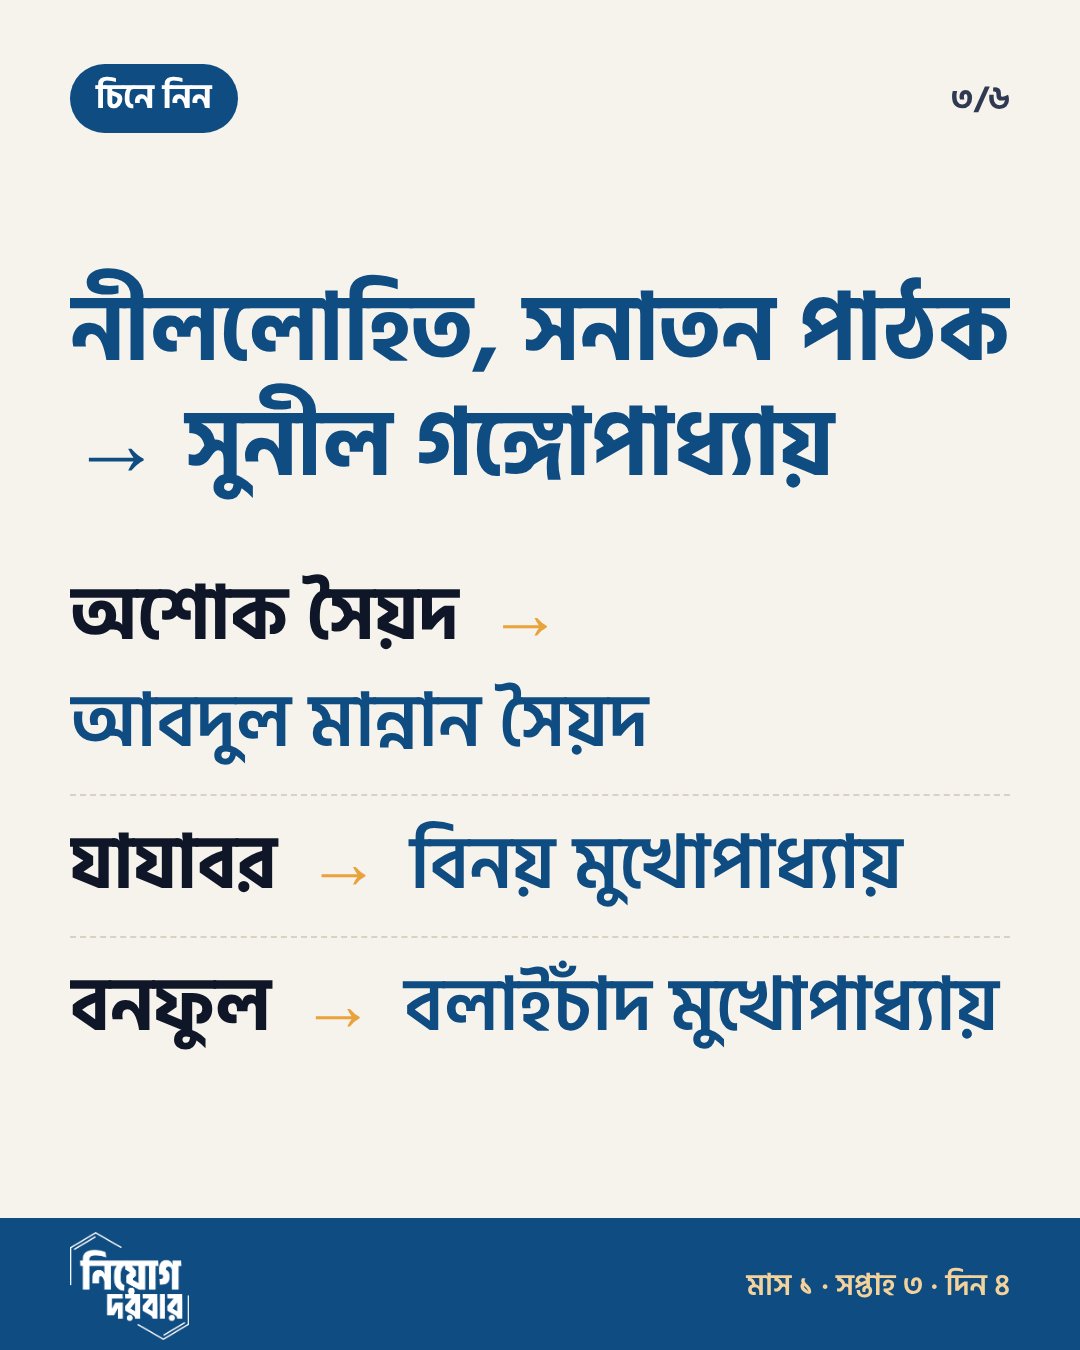 চিনে নিন
৩/৬
নীললোহিত, সনাতন পাঠক
→ সুনীল গঙ্গোপাধ্যায়
অশোক সৈয়দ →
আবদুল মান্নান সৈয়দ
যাযাবর → বিনয় মুখোপাধ্যায়
বনফুল → বলাইচাঁদ মুখোপাধ্যায়
নিয়োগ
দরবার
মাস ১ · সপ্তাহ ৩ · দিন ৪